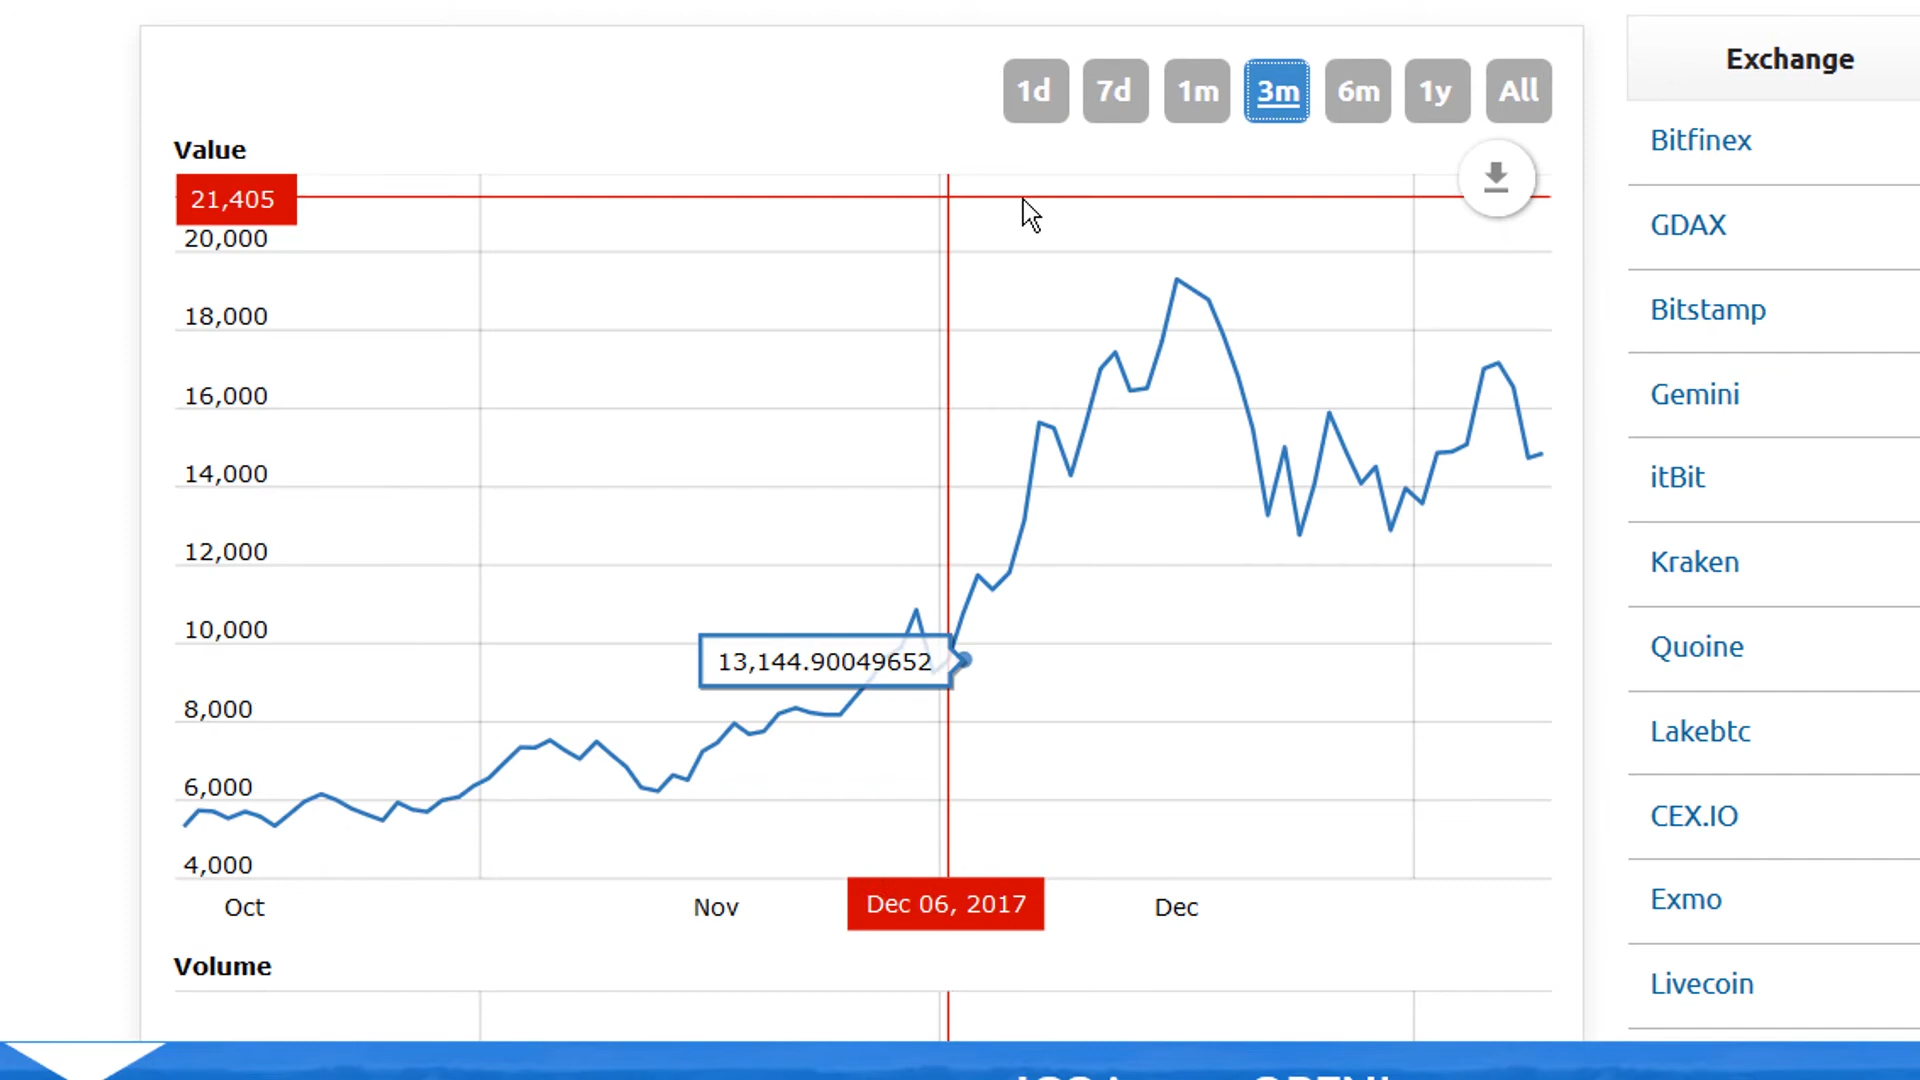 1d 7d 1m 3m 6m 1y All
Value
21,405
20,000
18,000
16,000
14,000
12,000
10,000
13,144.90049652
8,000
6,000
4,000
Oct Nov Dec 06, 2017 Dec
Volume
Exchange
Bitfinex
GDAX
Bitstamp
Gemini
itBit
Kraken
Quoine
Lakebtc
CEX.IO
Exmo
Livecoin